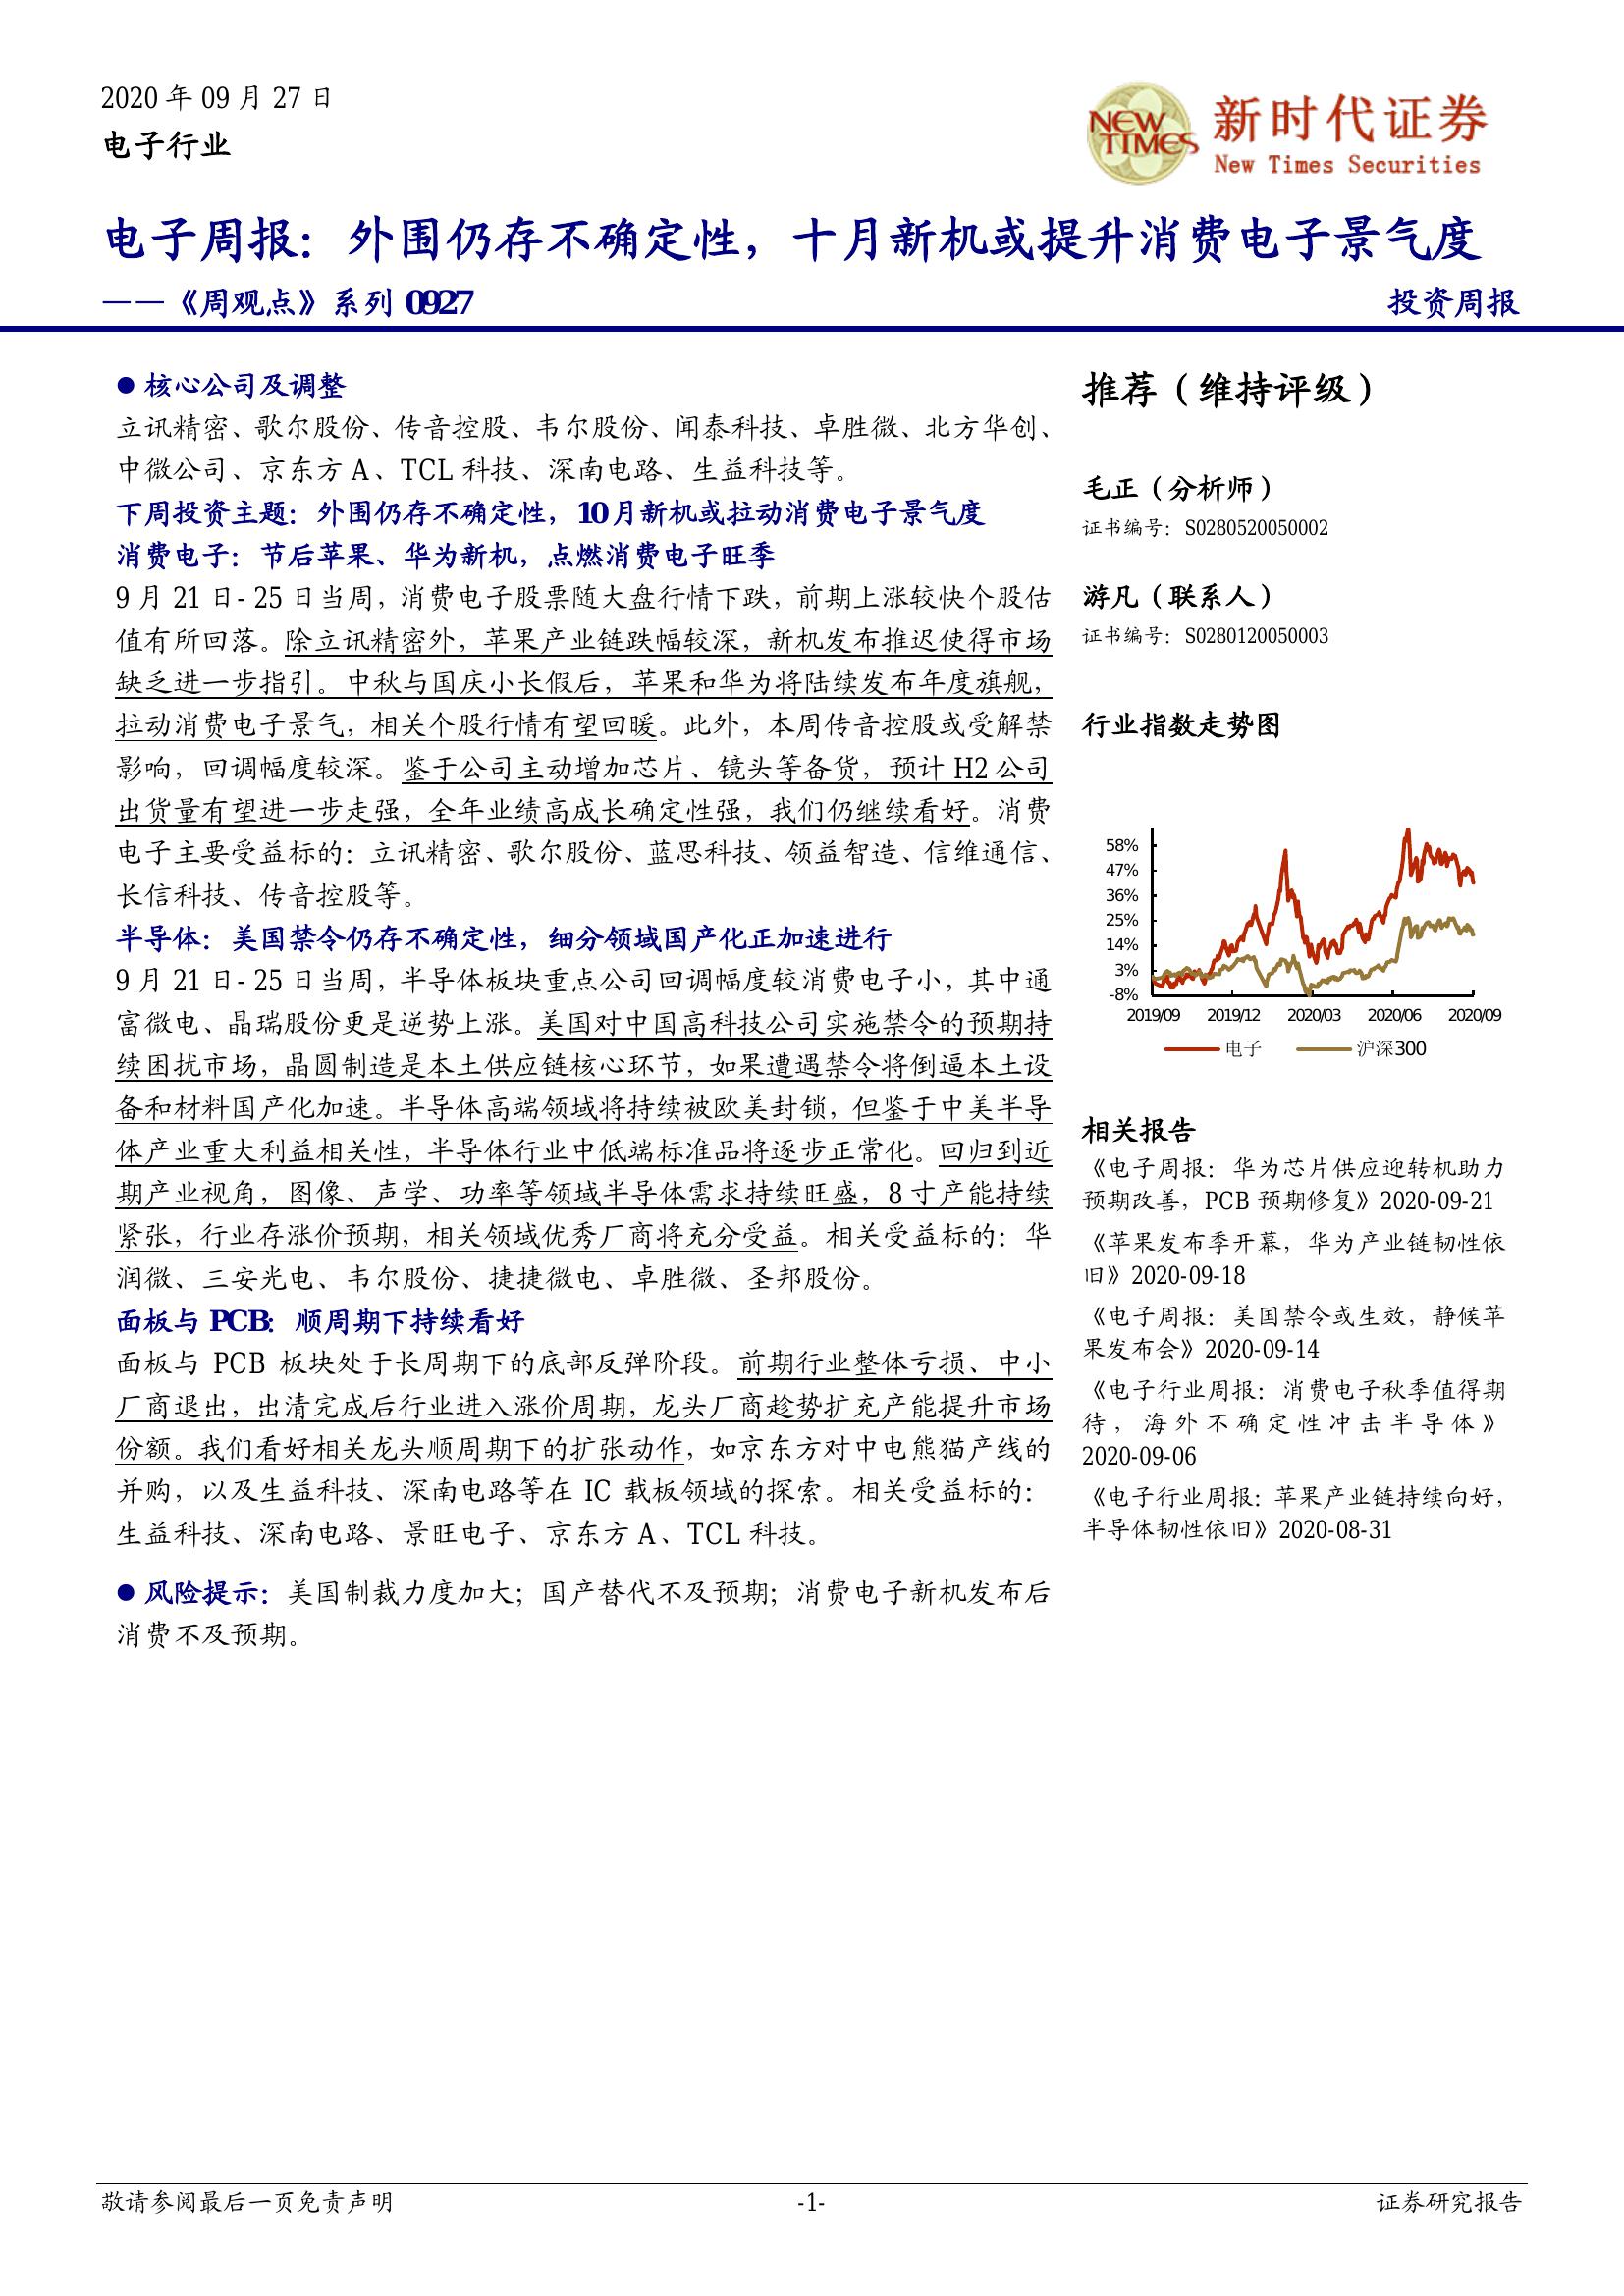 2020 年 09 月 27 日
电子行业
NEW TIMES
新时代证券
New Times Securities
电子周报：外围仍存不确定性，十月新机或提升消费电子景气度
——《周观点》系列 0927
投资周报
● 核心公司及调整
立讯精密、歌尔股份、传音控股、韦尔股份、闻泰科技、卓胜微、北方华创、
中微公司、京东方 A、TCL 科技、深南电路、生益科技等。
下周投资主题：外围仍存不确定性，10 月新机或拉动消费电子景气度
消费电子：节后苹果、华为新机，点燃消费电子旺季
9 月 21 日- 25 日当周，消费电子股票随大盘行情下跌，前期上涨较快个股估
值有所回落。除立讯精密外，苹果产业链跌幅较深，新机发布推迟使得市场
缺乏进一步指引。中秋与国庆小长假后，苹果和华为将陆续发布年度旗舰，
拉动消费电子景气，相关个股行情有望回暖。此外，本周传音控股或受解禁
影响，回调幅度较深。鉴于公司主动增加芯片、镜头等备货，预计 H2 公司
出货量有望进一步走强，全年业绩高成长确定性强，我们仍继续看好。消费
电子主要受益标的：立讯精密、歌尔股份、蓝思科技、领益智造、信维通信、
长信科技、传音控股等。
半导体：美国禁令仍存不确定性，细分领域国产化正加速进行
9 月 21 日- 25 日当周，半导体板块重点公司回调幅度较消费电子小，其中通
富微电、晶瑞股份更是逆势上涨。美国对中国高科技公司实施禁令的预期持
续困扰市场，晶圆制造是本土供应链核心环节，如果遭遇禁令将倒逼本土设
备和材料国产化加速。半导体高端领域将持续被欧美封锁，但鉴于中美半导
体产业重大利益相关性，半导体行业中低端标准品将逐步正常化。回归到近
期产业视角，图像、声学、功率等领域半导体需求持续旺盛，8 寸产能持续
紧张，行业存涨价预期，相关领域优秀厂商将充分受益。相关受益标的：华
润微、三安光电、韦尔股份、捷捷微电、卓胜微、圣邦股份。
面板与 PCB：顺周期下持续看好
面板与 PCB 板块处于长周期下的底部反弹阶段。前期行业整体亏损、中小
厂商退出，出清完成后行业进入涨价周期，龙头厂商趁势扩充产能提升市场
份额。我们看好相关龙头顺周期下的扩张动作，如京东方对中电熊猫产线的
并购，以及生益科技、深南电路等在 IC 载板领域的探索。相关受益标的：
生益科技、深南电路、景旺电子、京东方 A、TCL 科技。
● 风险提示：美国制裁力度加大；国产替代不及预期；消费电子新机发布后
消费不及预期。
推荐（维持评级）
毛正（分析师）
证书编号：S0280520050002
游凡（联系人）
证书编号：S0280120050003
行业指数走势图
58%
47%
36%
25%
14%
3%
-8%
2019/09 2019/12 2020/03 2020/06 2020/09
电子 沪深300
相关报告
《电子周报：华为芯片供应迎转机助力
预期改善，PCB 预期修复》2020-09-21
《苹果发布季开幕，华为产业链韧性依
旧》2020-09-18
《电子周报：美国禁令或生效，静候苹
果发布会》2020-09-14
《电子行业周报：消费电子秋季值得期
待，海外不确定性冲击半导体》
2020-09-06
《电子行业周报：苹果产业链持续向好，
半导体韧性依旧》2020-08-31
敬请参阅最后一页免责声明 -1- 证券研究报告